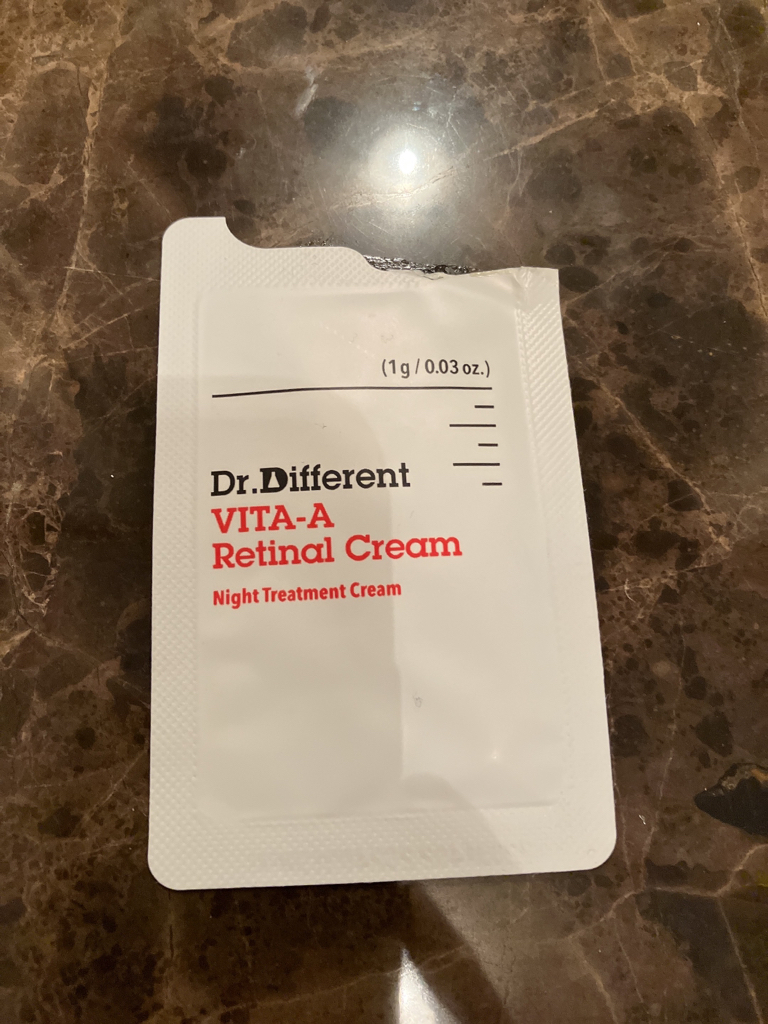 (1g / 0.03 oz.)
Dr.Different
VITA-A
Retinal Cream
Night Treatment Cream